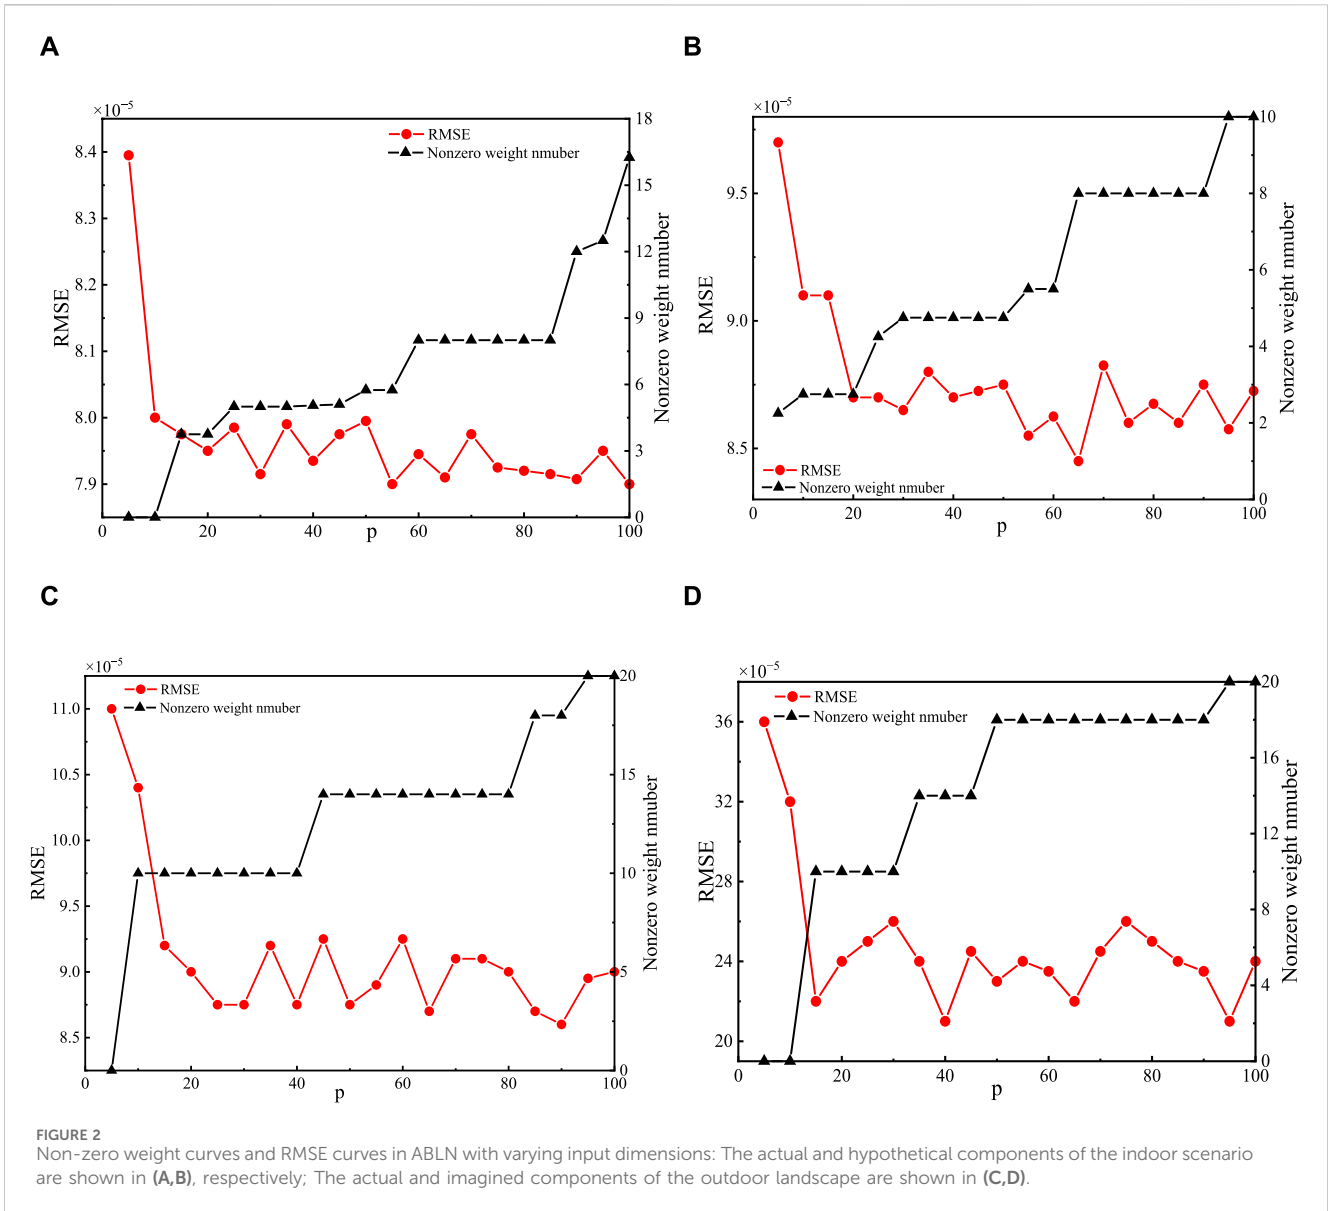 A
×10⁻⁵
RMSE
Nonzero weight nmuber
8.4
8.3
8.2
8.1
8.0
7.9
RMSE
18
15
12
9
6
3
0
Nonzero weight nmuber
0 20 40 60 80 100
p
B
×10⁻⁵
9.5
9.0
8.5
RMSE
RMSE
Nonzero weight nmuber
10
8
6
4
2
0
Nonzero weight nmuber
0 20 40 60 80 100
p
C
×10⁻⁵
RMSE
Nonzero weight nmuber
11.0
10.5
10.0
9.5
9.0
8.5
RMSE
20
15
10
5
0
Nonzero weight nmuber
0 20 40 60 80 100
p
D
×10⁻⁵
RMSE
Nonzero weight nmuber
36
32
28
24
20
RMSE
20
16
12
8
4
0
Nonzero weight nmuber
0 20 40 60 80 100
p
FIGURE 2
Non-zero weight curves and RMSE curves in ABLN with varying input dimensions: The actual and hypothetical components of the indoor scenario
are shown in (A,B), respectively; The actual and imagined components of the outdoor landscape are shown in (C,D).